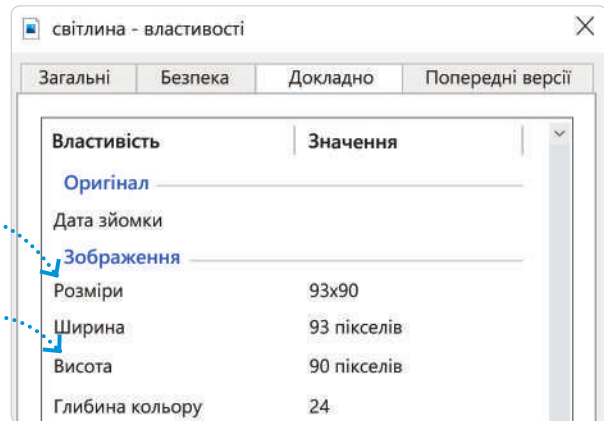 світлина - властивості
Загальні Безпека Докладно Попередні версії
Властивість Значення
Оригінал
Дата зйомки
Зображення
Розміри 93x90
Ширина 93 пікселів
Висота 90 пікселів
Глибина кольору 24